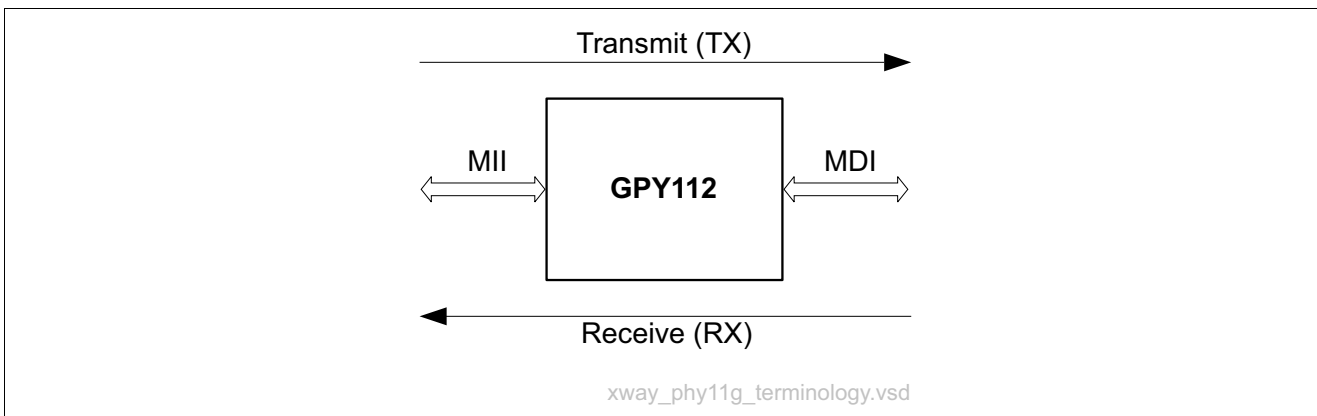 Transmit (TX)
MII
GPY112
MDI
Receive (RX)
xway_phy11g_terminology.vsd